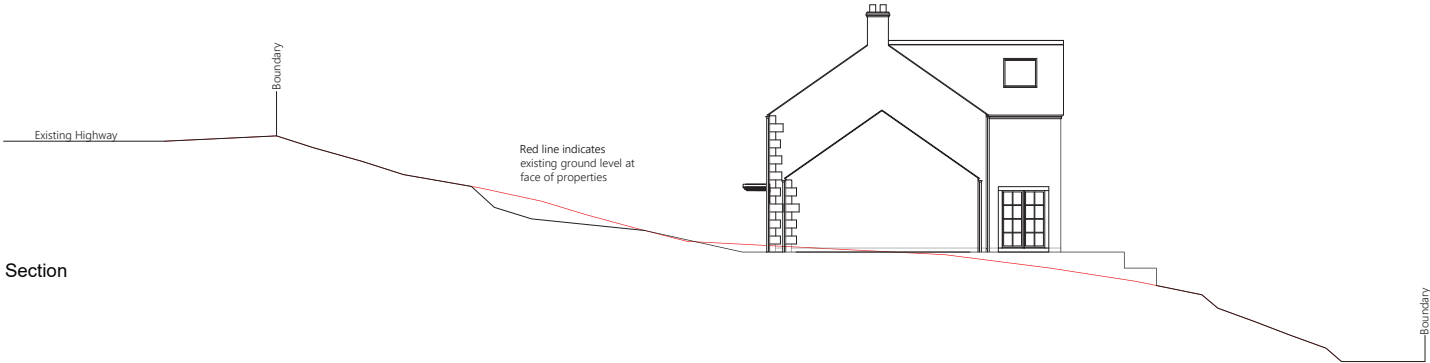 Boundary
Existing Highway
Red line indicates
existing ground level at
face of properties
Section
Boundary